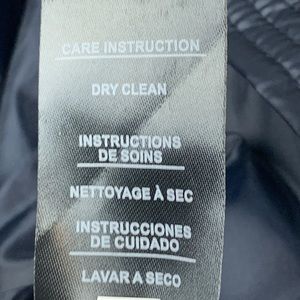 CARE INSTRUCTION
DRY CLEAN
INSTRUCTIONS
DE SOINS
NETTOYAGE À SEC
INSTRUCCIONES
DE CUIDADO
LAVAR A SECO